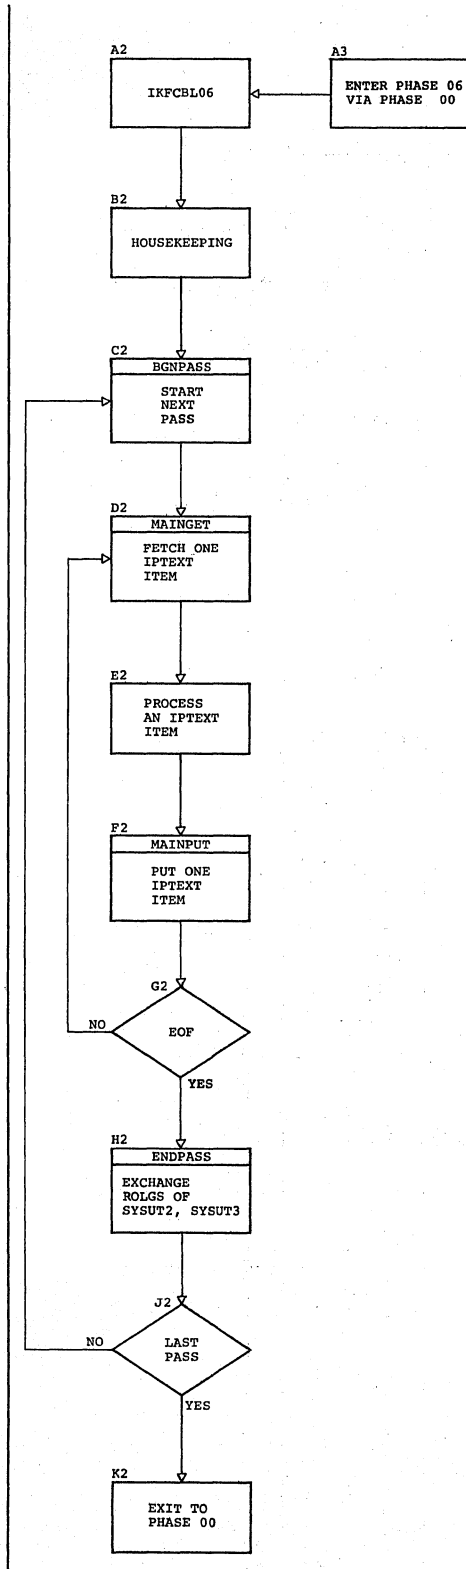 A2
IKFCBL06
A3
ENTER PHASE 06
VIA PHASE 00
B2
HOUSEKEEPING
C2
BGNPASS
START
NEXT
PASS
D2
MAINGET
FETCH ONE
IPTEXT
ITEM
E2
PROCESS
AN IPTEXT
ITEM
F2
MAINPUT
PUT ONE
IPTEXT
ITEM
G2
EOF
NO
YES
H2
ENDPASS
EXCHANGE
ROLGS OF
SYSUT2, SYSUT3
J2
LAST
PASS
NO
YES
K2
EXIT TO
PHASE 00